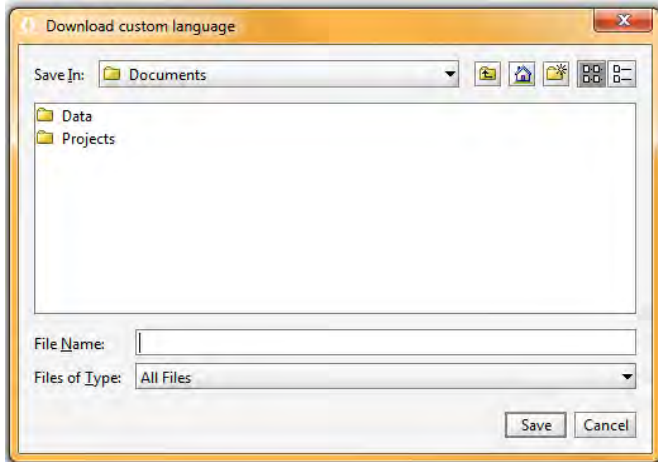 Download custom language
Save In: Documents
Data
Projects
File Name:
Files of Type: All Files
Save Cancel